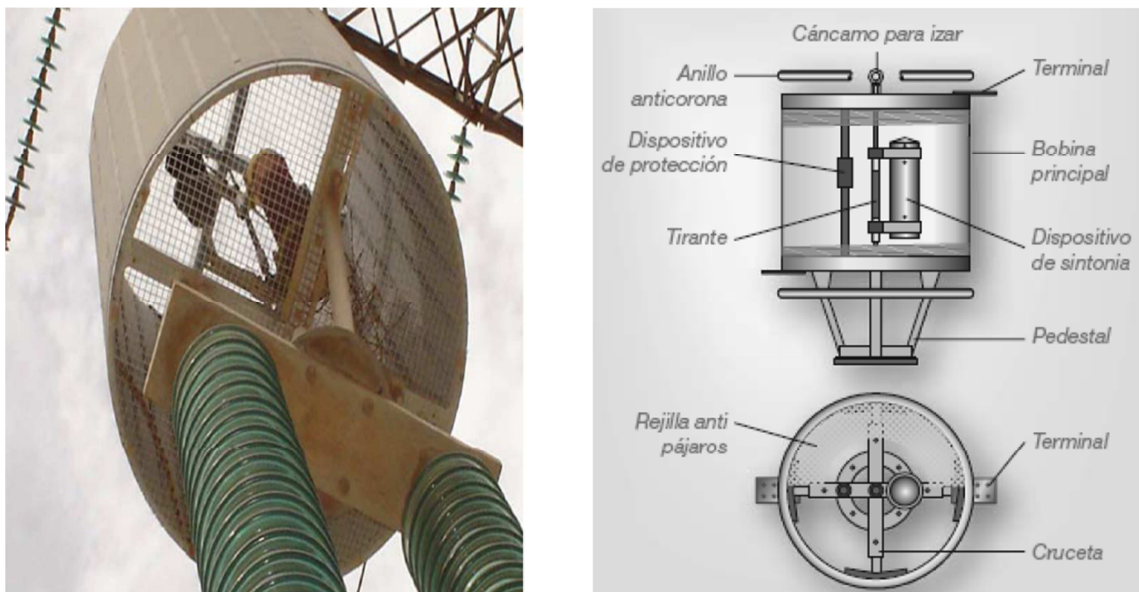 Cáncamo para izar
Anillo
anticorona
Terminal
Dispositivo
de protección
Bobina
principal
Tirante
Dispositivo
de sintonia
Pedestal
Rejilla anti
pájaros
Terminal
Cruceta